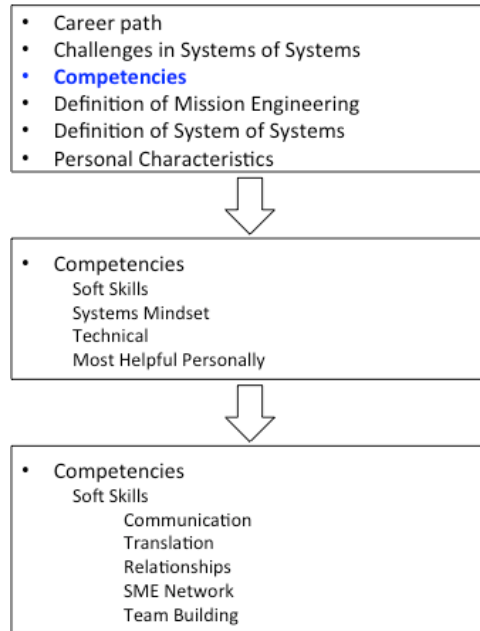 • Career path
• Challenges in Systems of Systems
• Competencies
• Definition of Mission Engineering
• Definition of System of Systems
• Personal Characteristics
• Competencies
Soft Skills
Systems Mindset
Technical
Most Helpful Personally
• Competencies
Soft Skills
Communication
Translation
Relationships
SME Network
Team Building